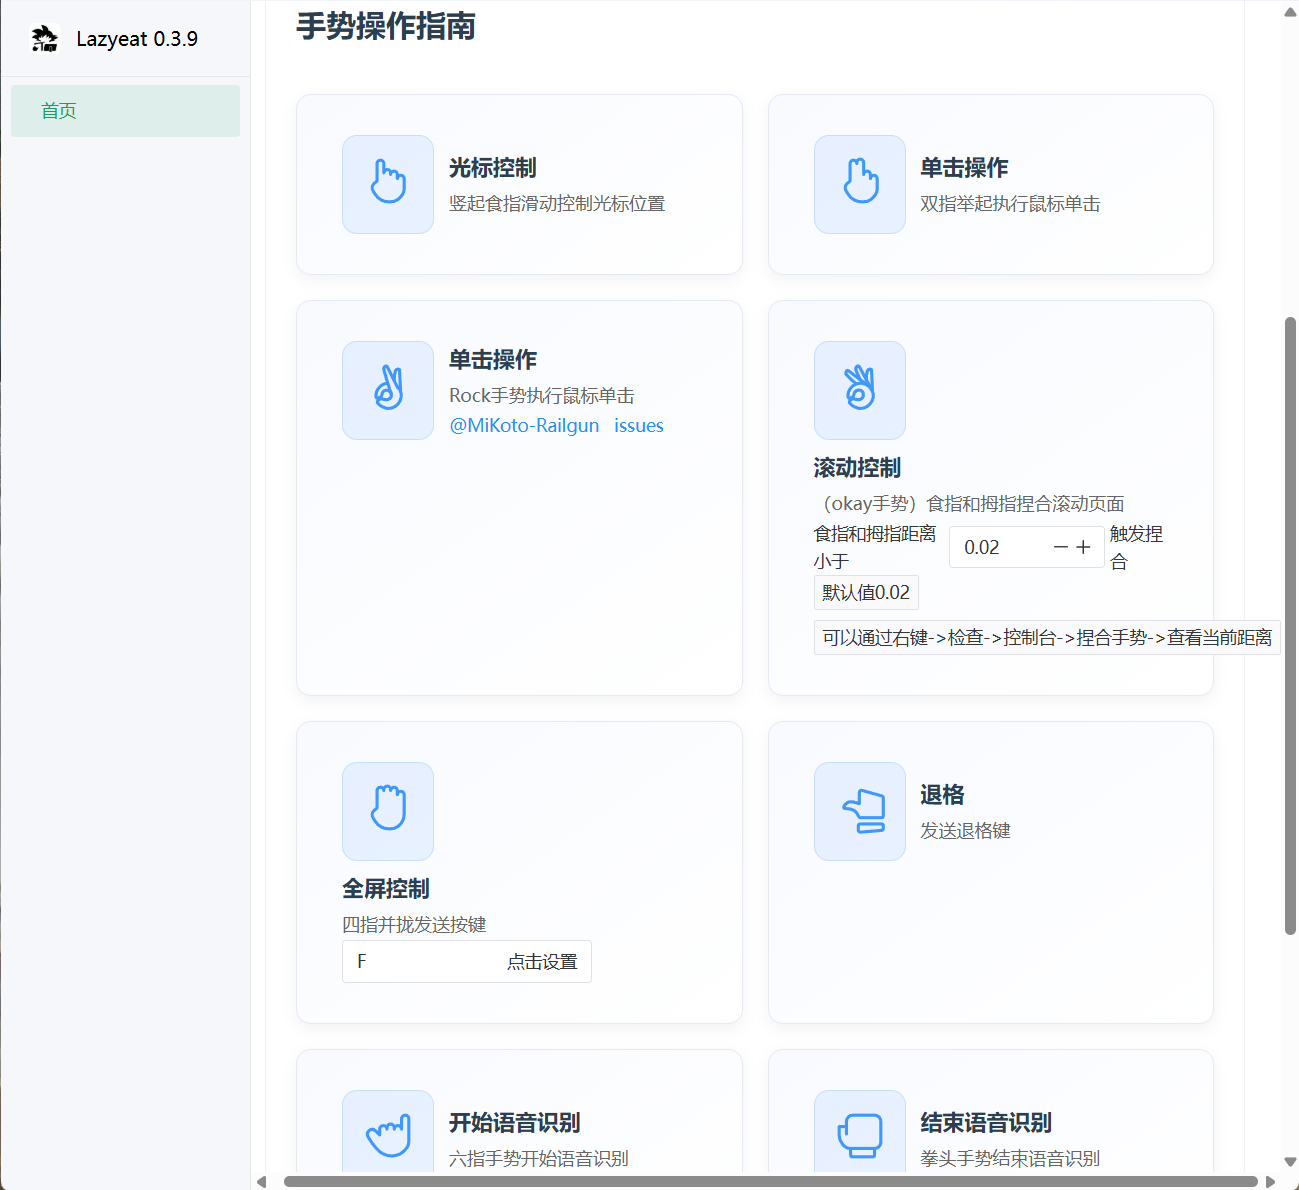 Lazyeat 0.3.9
首页
手势操作指南
光标控制
竖起食指滑动控制光标位置
单击操作
双指举起执行鼠标单击
单击操作
Rock手势执行鼠标单击
@MiKoto-Railgun issues
滚动控制
（okay手势）食指和拇指捏合滚动页面
食指和拇指距离
小于
0.02
触发捏
合
默认值0.02
可以通过右键->检查->控制台->捏合手势->查看当前距离
全屏控制
四指并拢发送按键
F 点击设置
退格
发送退格键
开始语音识别
六指手势开始语音识别
结束语音识别
拳头手势结束语音识别